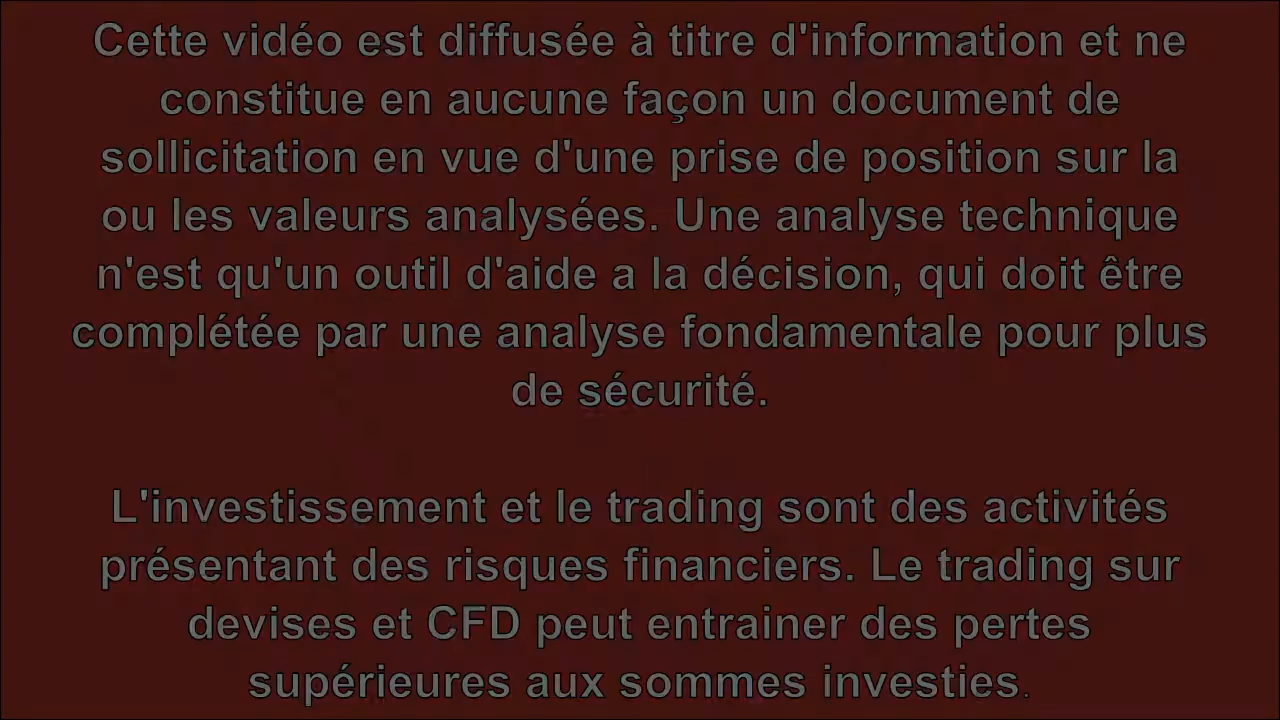 Cette vidéo est diffusée à titre d'information et ne
constitue en aucune façon un document de
sollicitation en vue d'une prise de position sur la
ou les valeurs analysées. Une analyse technique
n'est qu'un outil d'aide a la décision, qui doit être
complétée par une analyse fondamentale pour plus
de sécurité.
L'investissement et le trading sont des activités
présentant des risques financiers. Le trading sur
devises et CFD peut entrainer des pertes
supérieures aux sommes investies.